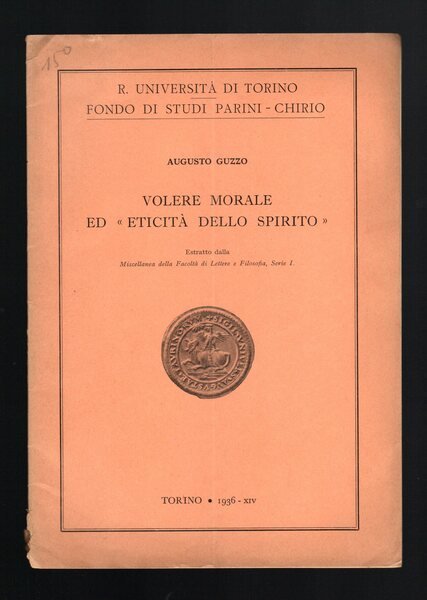 150
R. UNIVERSITÀ DI TORINO
FONDO DI STUDI PARINI - CHIRIO
AUGUSTO GUZZO
VOLERE MORALE
ED « ETICITÀ DELLO SPIRITO »
Estratto dalla
Miscellanea della Facoltà di Lettere e Filosofia, Serie I.
TORINO • 1936 - XIV